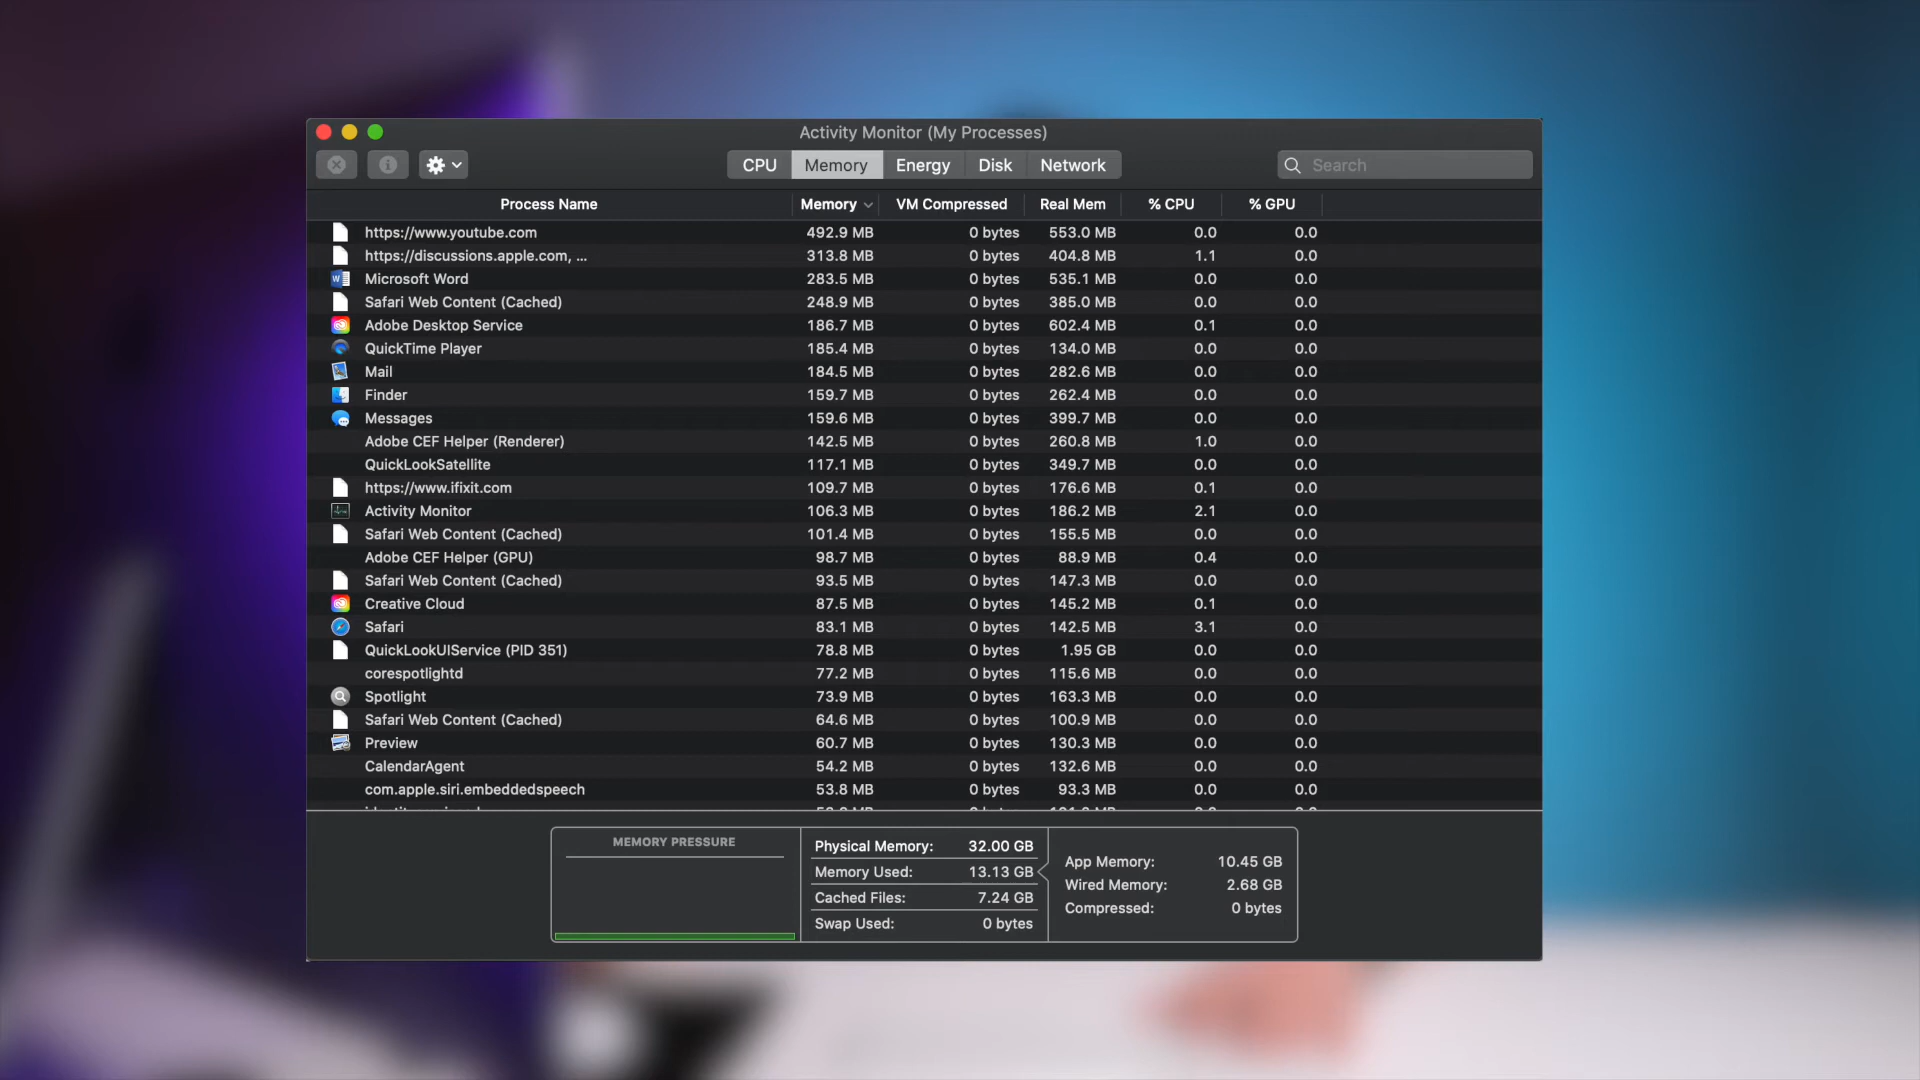 Activity Monitor (My Processes)
CPU Memory Energy Disk Network Search
Process Name Memory VM Compressed Real Mem % CPU % GPU
https://www.youtube.com 492.9 MB 0 bytes 553.0 MB 0.0 0.0
https://discussions.apple.com, ... 313.8 MB 0 bytes 404.8 MB 1.1 0.0
Microsoft Word 283.5 MB 0 bytes 535.1 MB 0.0 0.0
Safari Web Content (Cached) 248.9 MB 0 bytes 385.0 MB 0.0 0.0
Adobe Desktop Service 186.7 MB 0 bytes 602.4 MB 0.1 0.0
QuickTime Player 185.4 MB 0 bytes 134.0 MB 0.0 0.0
Mail 184.5 MB 0 bytes 282.6 MB 0.0 0.0
Finder 159.7 MB 0 bytes 262.4 MB 0.0 0.0
Messages 159.6 MB 0 bytes 399.7 MB 0.0 0.0
Adobe CEF Helper (Renderer) 142.5 MB 0 bytes 260.8 MB 1.0 0.0
QuickLookSatellite 117.1 MB 0 bytes 349.7 MB 0.0 0.0
https://www.ifixit.com 109.7 MB 0 bytes 176.6 MB 0.1 0.0
Activity Monitor 106.3 MB 0 bytes 186.2 MB 2.1 0.0
Safari Web Content (Cached) 101.4 MB 0 bytes 155.5 MB 0.0 0.0
Adobe CEF Helper (GPU) 98.7 MB 0 bytes 88.9 MB 0.4 0.0
Safari Web Content (Cached) 93.5 MB 0 bytes 147.3 MB 0.0 0.0
Creative Cloud 87.5 MB 0 bytes 145.2 MB 0.1 0.0
Safari 83.1 MB 0 bytes 142.5 MB 3.1 0.0
QuickLookUIService (PID 351) 78.8 MB 0 bytes 1.95 GB 0.0 0.0
corespotlightd 77.2 MB 0 bytes 115.6 MB 0.0 0.0
Spotlight 73.9 MB 0 bytes 163.3 MB 0.0 0.0
Safari Web Content (Cached) 64.6 MB 0 bytes 100.9 MB 0.0 0.0
Preview 60.7 MB 0 bytes 130.3 MB 0.0 0.0
CalendarAgent 54.2 MB 0 bytes 132.6 MB 0.0 0.0
com.apple.siri.embeddedspeech 53.8 MB 0 bytes 93.3 MB 0.0 0.0
MEMORY PRESSURE
Physical Memory: 32.00 GB
Memory Used: 13.13 GB
Cached Files: 7.24 GB
Swap Used: 0 bytes
App Memory: 10.45 GB
Wired Memory: 2.68 GB
Compressed: 0 bytes